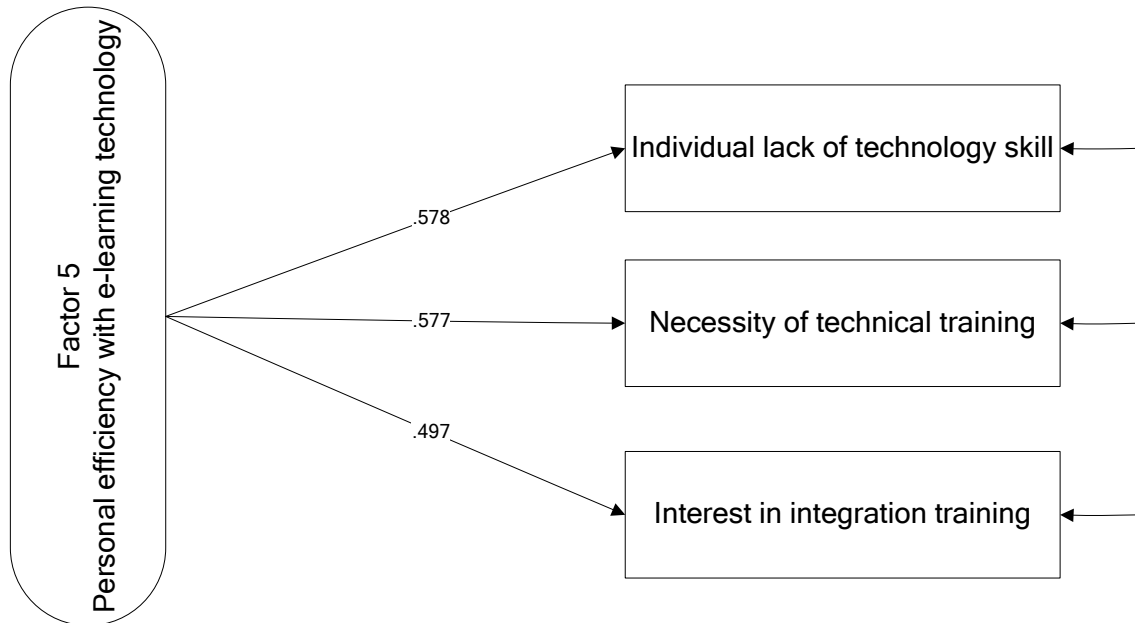 Factor 5
Personal efficiency with e-learning technology
Individual lack of technology skill
.578
Necessity of technical training
.577
.497
Interest in integration training